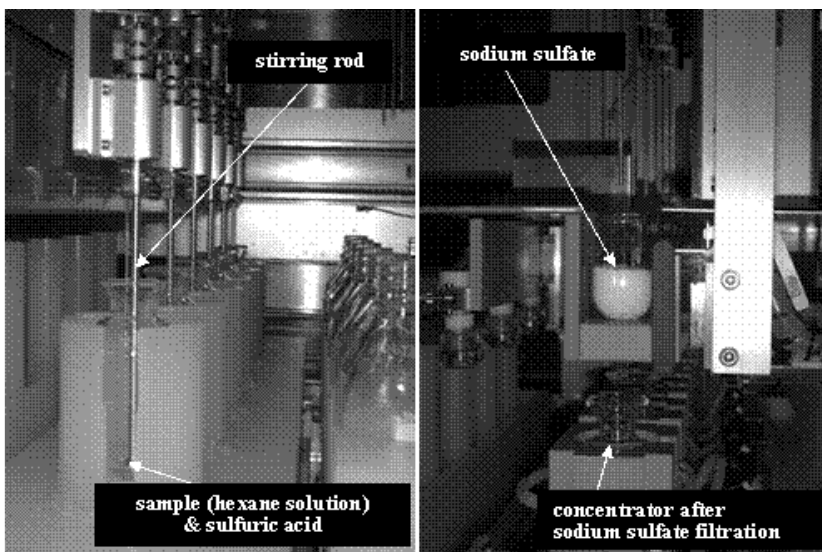 stirring rod
sample (hexane solution)
& sulfuric acid
sodium sulfate
concentrator after
sodium sulfate filtration